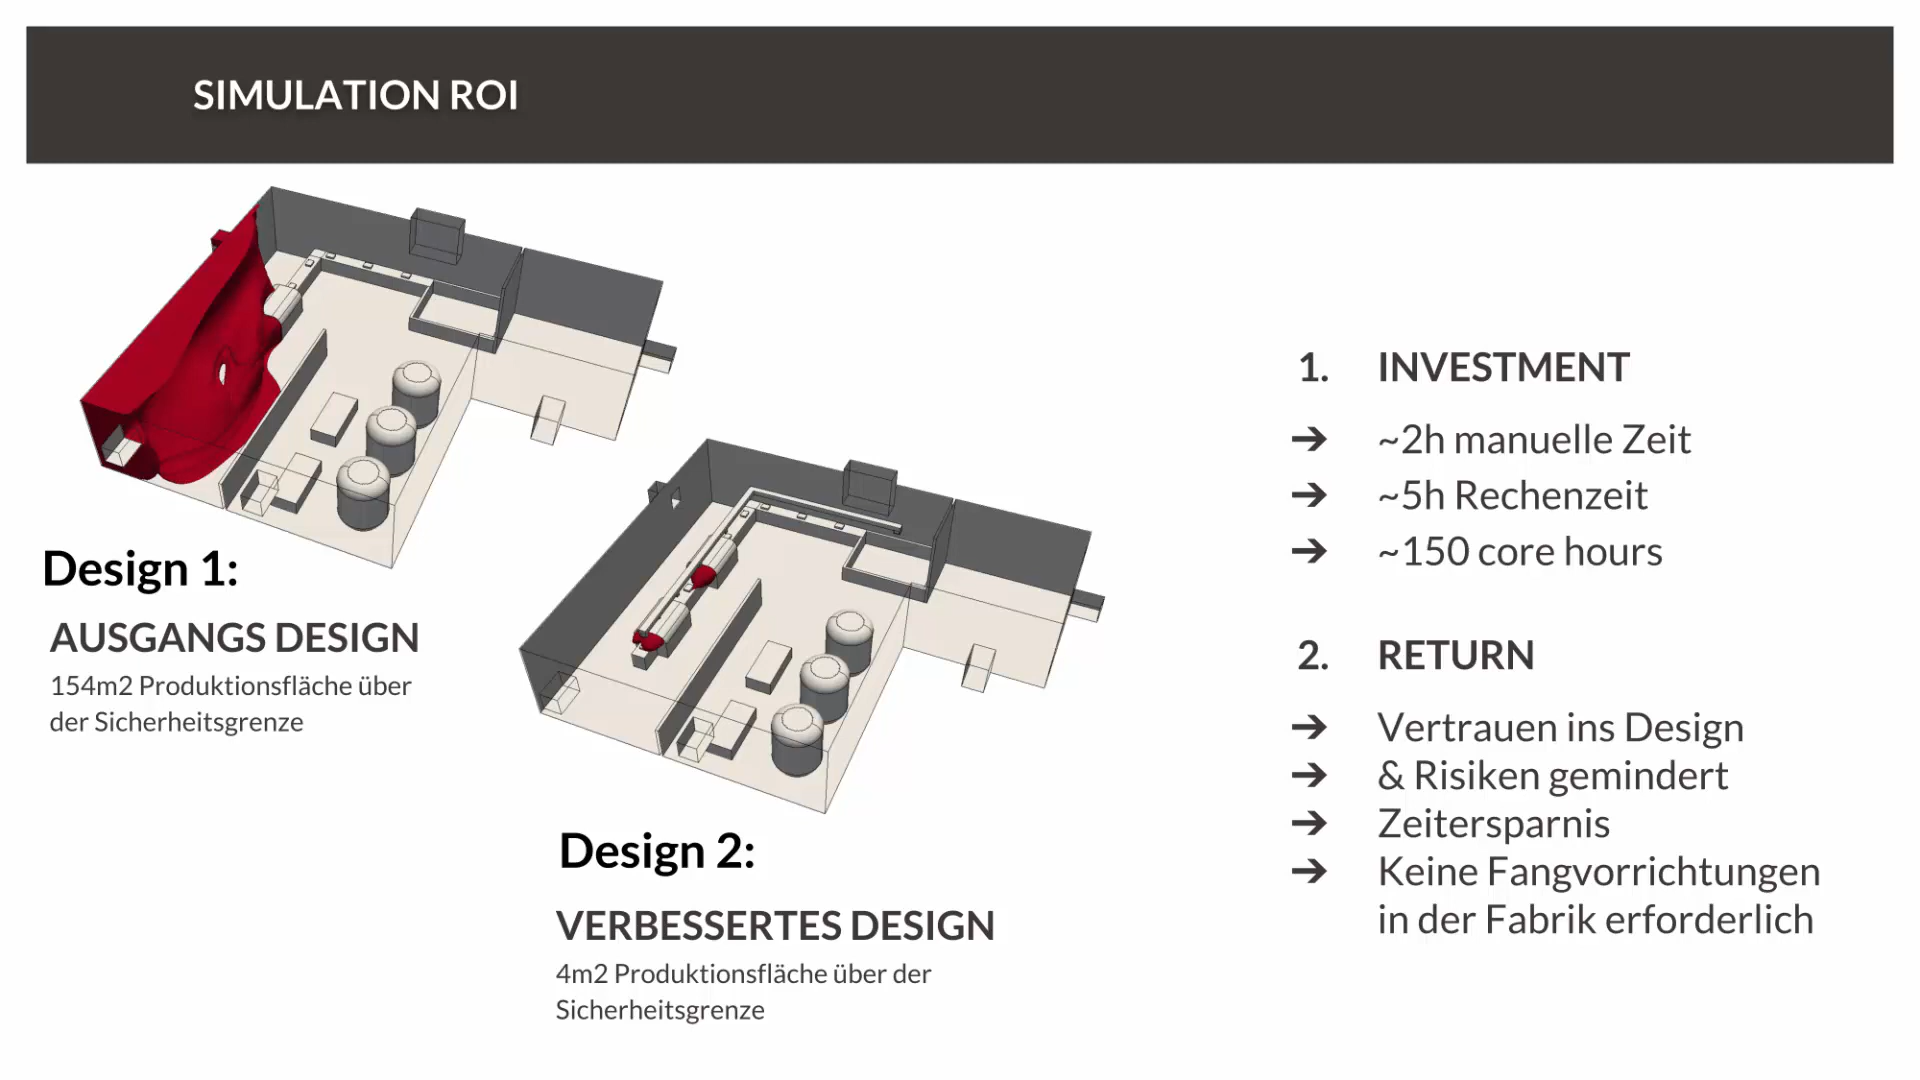 SIMULATION ROI
Design 1:
AUSGANGS DESIGN
154m2 Produktionsfläche über
der Sicherheitsgrenze
Design 2:
VERBESSERTES DESIGN
4m2 Produktionsfläche über der
Sicherheitsgrenze
1. INVESTMENT
➔ ~2h manuelle Zeit
➔ ~5h Rechenzeit
➔ ~150 core hours
2. RETURN
➔ Vertrauen ins Design
➔ & Risiken gemindert
➔ Zeitersparnis
➔ Keine Fangvorrichtungen
in der Fabrik erforderlich